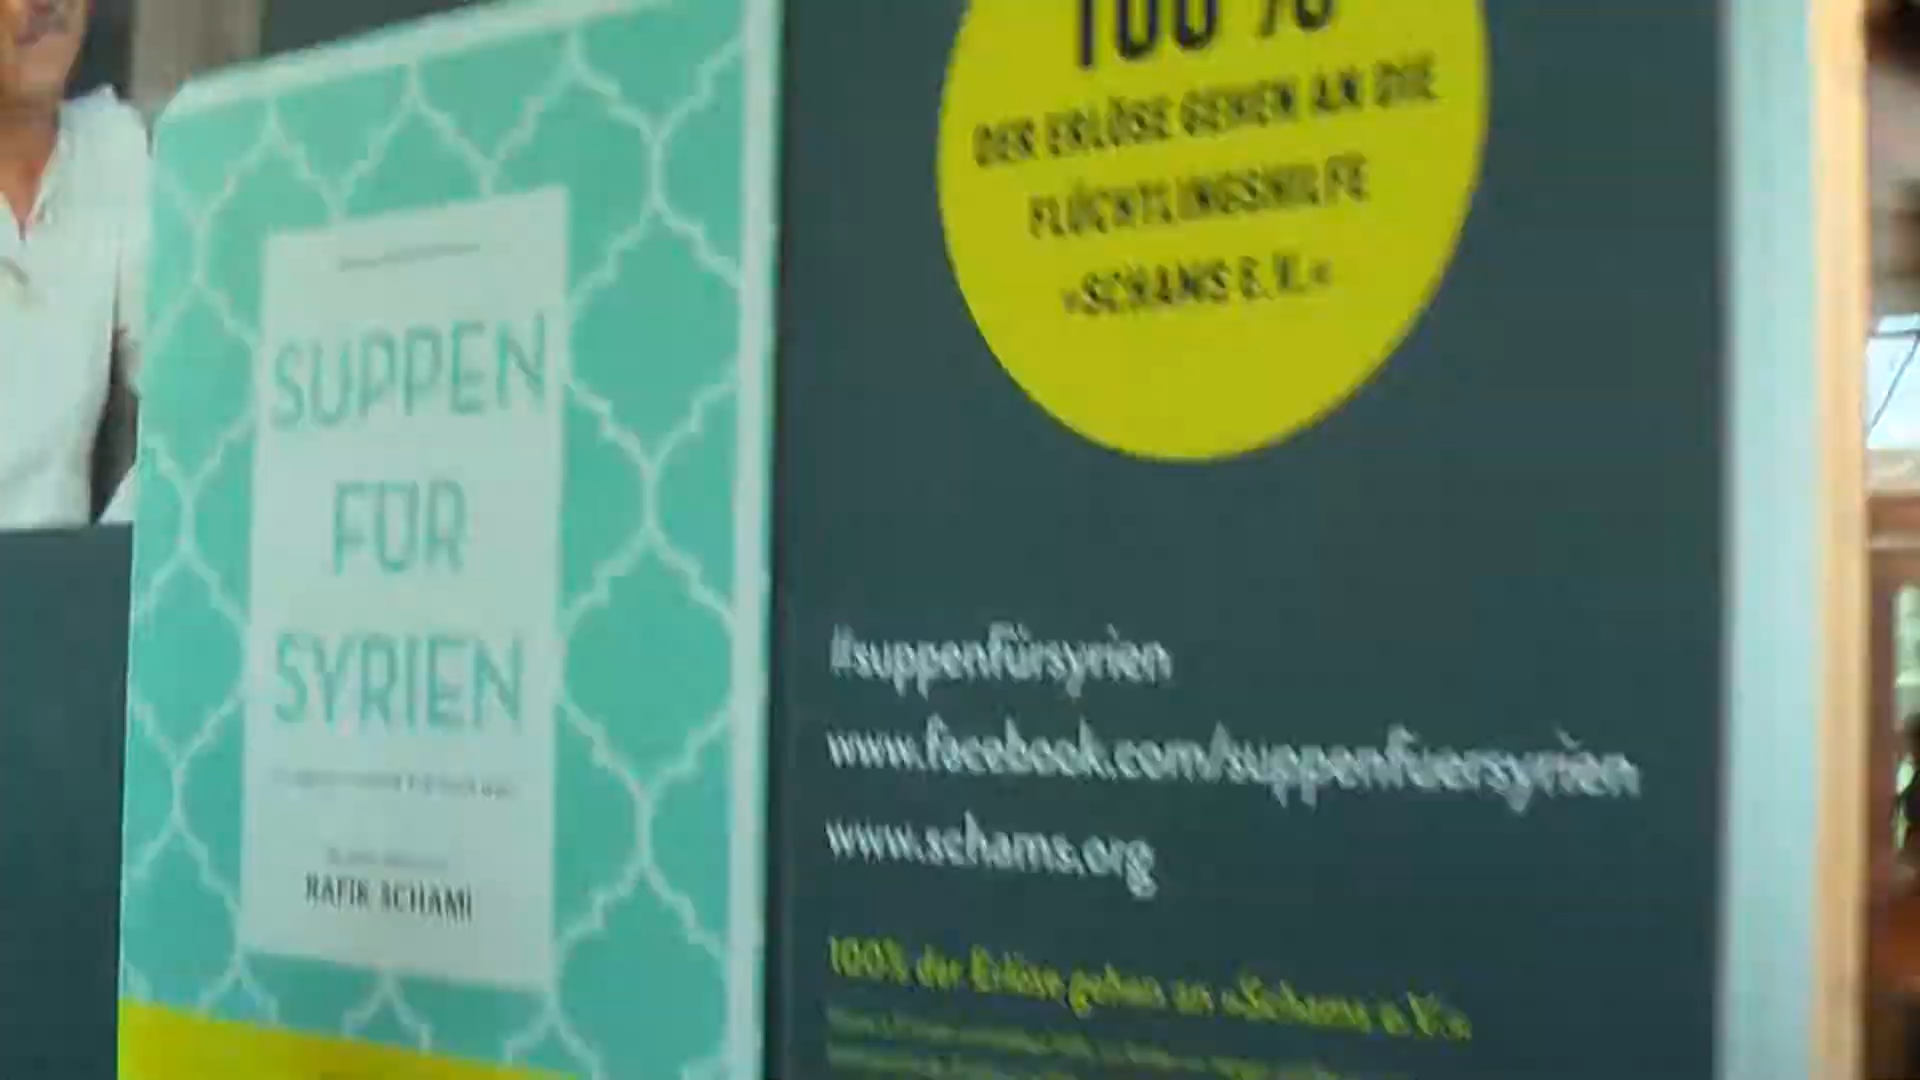 SUPPEN
FÜR
SYRIEN
RAFIK SCHAMI
100%
DER ERLÖSE GEHEN AN DIE
FLÜCHTLINGSHILFE
»SCHAMS E.V.«
#suppenfürsyrien
www.facebook.com/suppenfuersyrien
www.schams.org
100% der Erlöse gehen an »Schams e.V.«